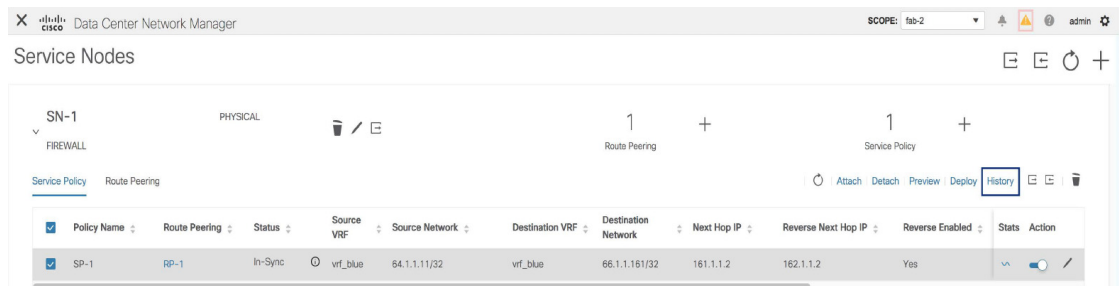 CISCO Data Center Network Manager SCOPE: fab-2 admin
Service Nodes
SN-1 PHYSICAL 1 1
FIREWALL Route Peering Service Policy
Service Policy Route Peering Attach Detach Preview Deploy History
Policy Name Route Peering Status Source VRF Source Network Destination VRF Destination Network Next Hop IP Reverse Next Hop IP Reverse Enabled Stats Action
SP-1 RP-1 In-Sync vrf_blue 64.1.1.11/32 vrf_blue 66.1.1.161/32 161.1.1.2 162.1.1.2 Yes